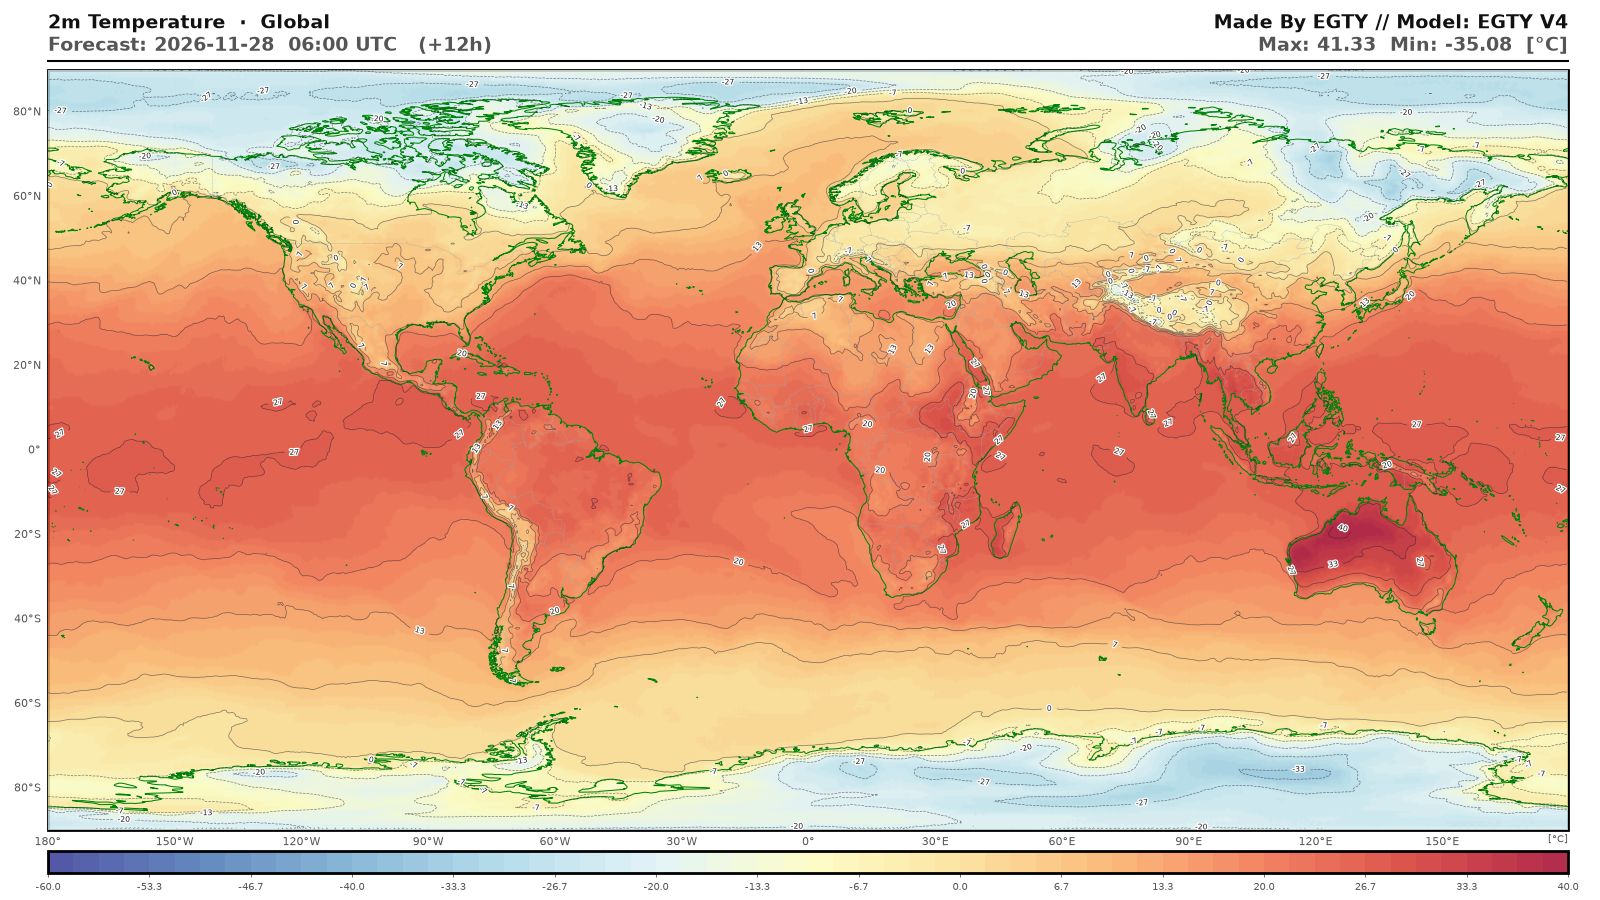 2m Temperature · Global
Made By EGTY // Model: EGTY V4
Forecast: 2026-11-28 06:00 UTC (+12h)
Max: 41.33 Min: -35.08 [°C]
80°N
60°N
40°N
20°N
0°
20°S
40°S
60°S
80°S
180° 150°W 120°W 90°W 60°W 30°W 0° 30°E 60°E 90°E 120°E 150°E [°C]
-60.0 -53.3 -46.7 -40.0 -33.3 -26.7 -20.0 -13.3 -6.7 0.0 6.7 13.3 20.0 26.7 33.3 40.0